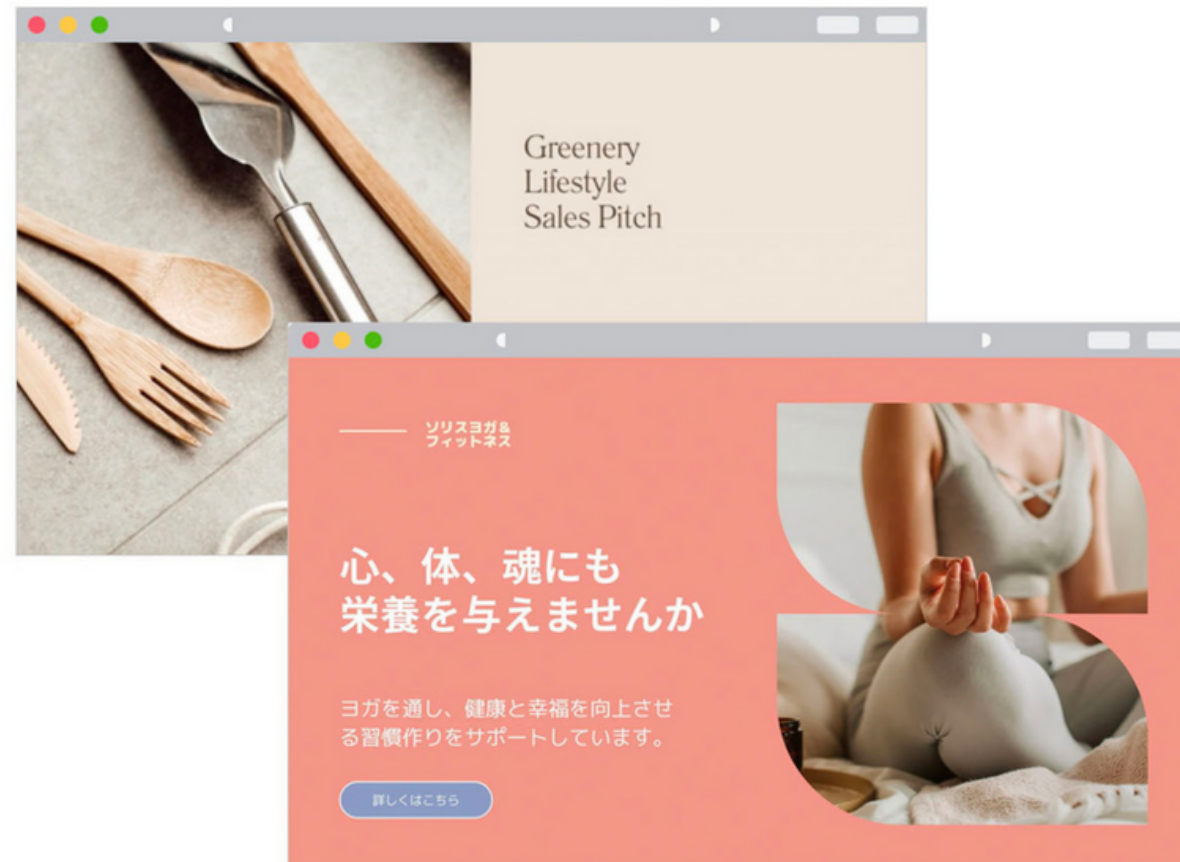 Greenery
Lifestyle
Sales Pitch
ソリスヨガ&
フィットネス
心、体、魂にも
栄養を与えませんか
ヨガを通し、健康と幸福を向上させ
る習慣作りをサポートしています。
詳しくはこちら